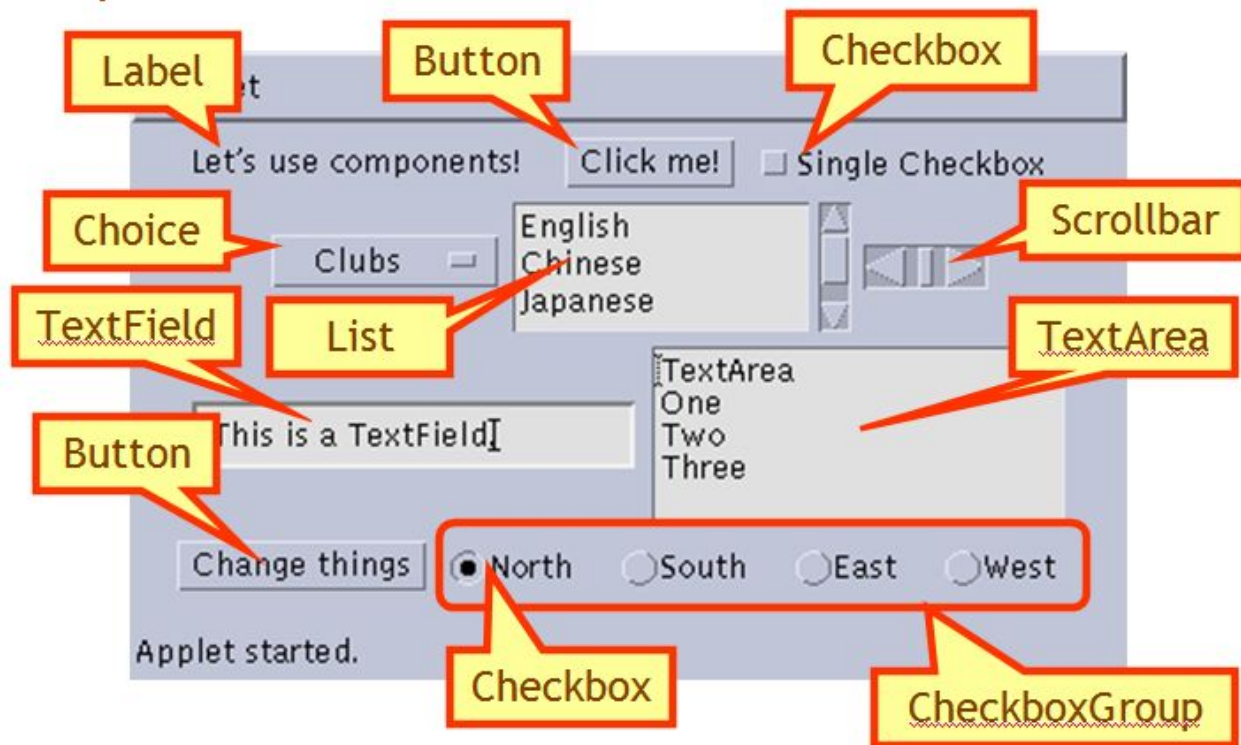 Label
Button
Checkbox
et
Let's use components!
Click me!
Single Checkbox
Choice
Clubs
English
Chinese
Japanese
Scrollbar
TextField
List
TextArea
TextArea
One
Two
Three
This is a TextField.
Button
Change things
North
South
East
West
Applet started.
Checkbox
CheckboxGroup